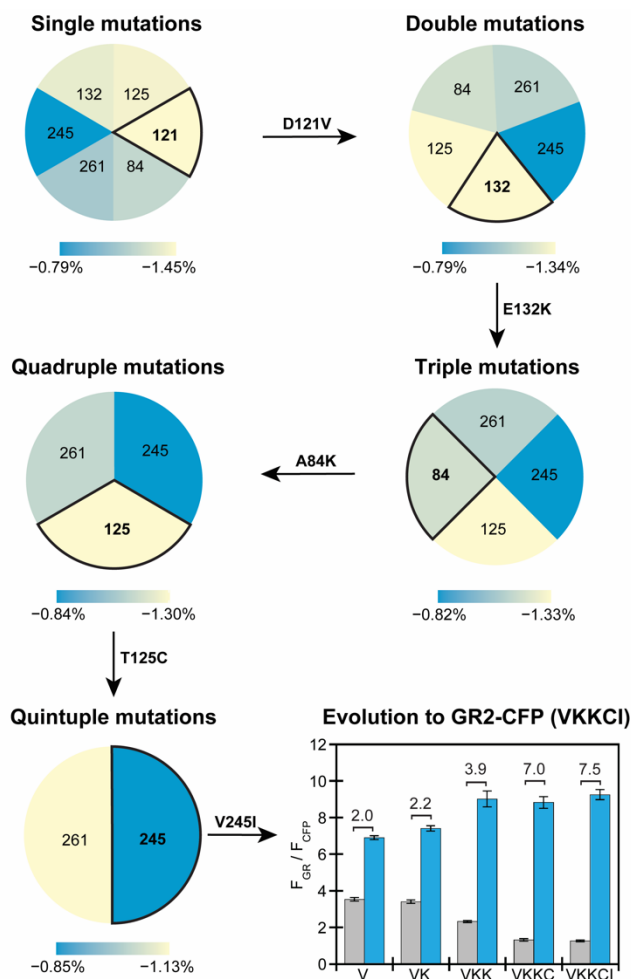 Single mutations
132
125
245
121
261
84
−0.79%
−1.45%
D121V
Double mutations
84
261
125
245
132
−0.79%
−1.34%
E132K
Triple mutations
261
84
245
125
−0.82%
−1.33%
A84K
Quadruple mutations
261
245
125
−0.84%
−1.30%
T125C
Quintuple mutations
261
245
−0.85%
−1.13%
V245I
Evolution to GR2-CFP (VKKCI)
FGR / FCFP
12
10
8
6
4
2
0
2.0
2.2
3.9
7.0
7.5
V
VK
VKK
VKKC
VKKCI